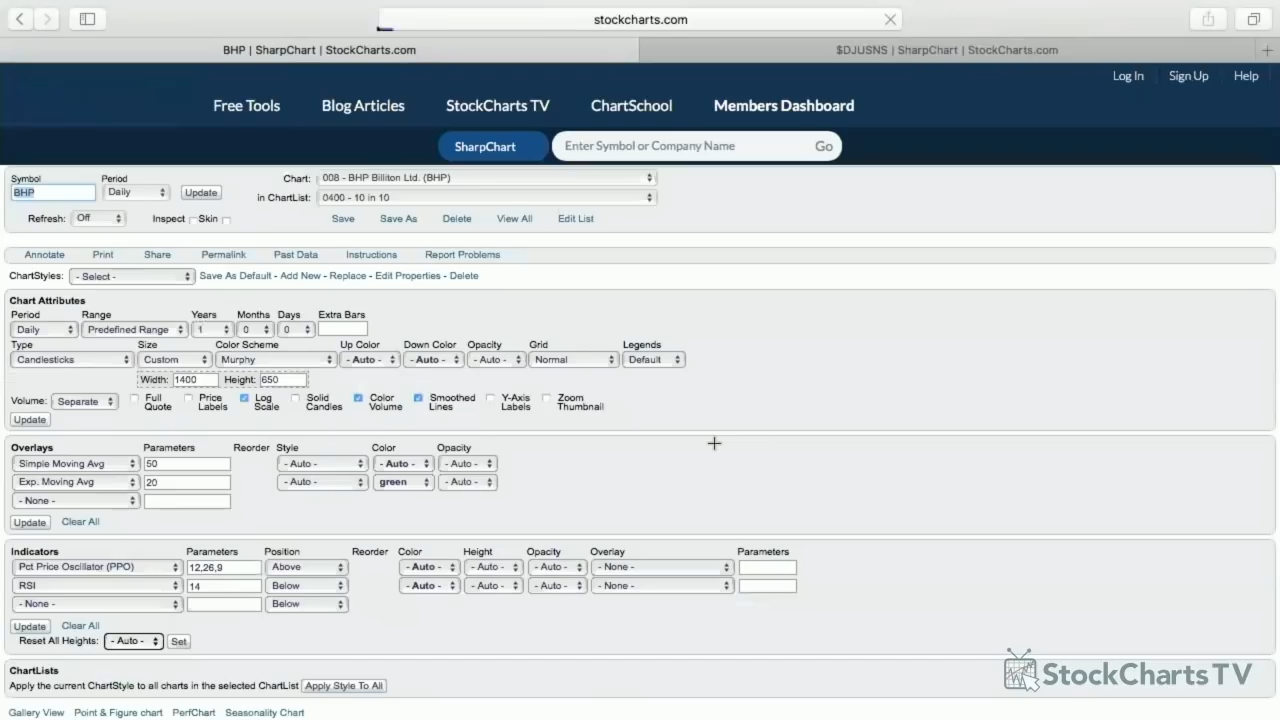 stockcharts.com
BHP | SharpChart | StockCharts.com
$DJUSNS | SharpChart | StockCharts.com
Log In Sign Up Help
Free Tools Blog Articles StockCharts TV ChartSchool Members Dashboard
SharpChart Enter Symbol or Company Name Go
Symbol Period Chart: 008 - BHP Billiton Ltd. (BHP)
BHP Daily Update in ChartList: 0400 - 10 in 10
Refresh: Off Inspect Skin Save Save As Delete View All Edit List
Annotate Print Share Permalink Past Data Instructions Report Problems
ChartStyles: - Select - Save As Default - Add New - Replace - Edit Properties - Delete
Chart Attributes
Period Range Years Months Days Extra Bars
Daily Predefined Range 1 0 0
Type Size Color Scheme Up Color Down Color Opacity Grid Legends
Candlesticks Custom Murphy - Auto - - Auto - - Auto - Normal Default
Width: 1400 Height: 650
Volume: Separate Full Quote Price Labels Log Scale Solid Candles Color Volume Smoothed Lines Y-Axis Labels Zoom Thumbnail
Update
Overlays Parameters Reorder Style Color Opacity
Simple Moving Avg 50 - Auto - - Auto - - Auto -
Exp. Moving Avg 20 - Auto - green - Auto -
- None -
Update Clear All
Indicators Parameters Position Reorder Color Height Opacity Overlay Parameters
Pct Price Oscillator (PPO) 12,26,9 Above - Auto - - Auto - - Auto - - None -
RSI 14 Below - Auto - - Auto - - Auto - - None -
- None - Below
Update Clear All
Reset All Heights: - Auto - Set
ChartLists
Apply the current ChartStyle to all charts in the selected ChartList Apply Style To All
Gallery View Point & Figure chart PerfChart Seasonality Chart
StockCharts TV